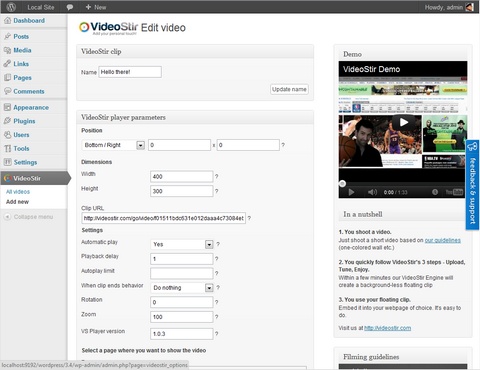 Local Site
0
+ New
Howdy, admin
Dashboard
Posts
Media
Links
Pages
Comments
Appearance
Plugins
Users
Tools
Settings
VideoStir
All videos
Add new
Collapse menu
VideoStir Edit video
Add your personal touch!
VideoStir clip
Name Hello there!
Update name
VideoStir player parameters
Position
Bottom / Right 0 x 0 ?
Dimensions
Width 400 ?
Height 300 ?
Clip URL
Settings
Automatic play Yes ?
Playback delay 1 ?
Autoplay limit ?
When clip ends behavior Do nothing ?
Rotation 0 ?
Zoom 100 ?
VS Player version 1.0.3 ?
Select a page where you want to show the video
Demo
VideoStir Demo
0:00 / 1:33
In a nutshell
1. You shoot a video.
Just shoot a short video based on our guidelines
(one-colored wall etc.)
2. You quickly follow VideoStir's 3 steps - Upload,
Tune, Enjoy.
Within a few minutes our VideoStir Engine will
create a background-less floating clip
3. You use your floating clip.
Embed it into your webpage of choice. It's easy to
do.
Visit us at http://videostir.com
Filming guidelines
feedback & support
localhost:9192/wordpress/3.4/wp-admin/admin.php?page=videostir_options